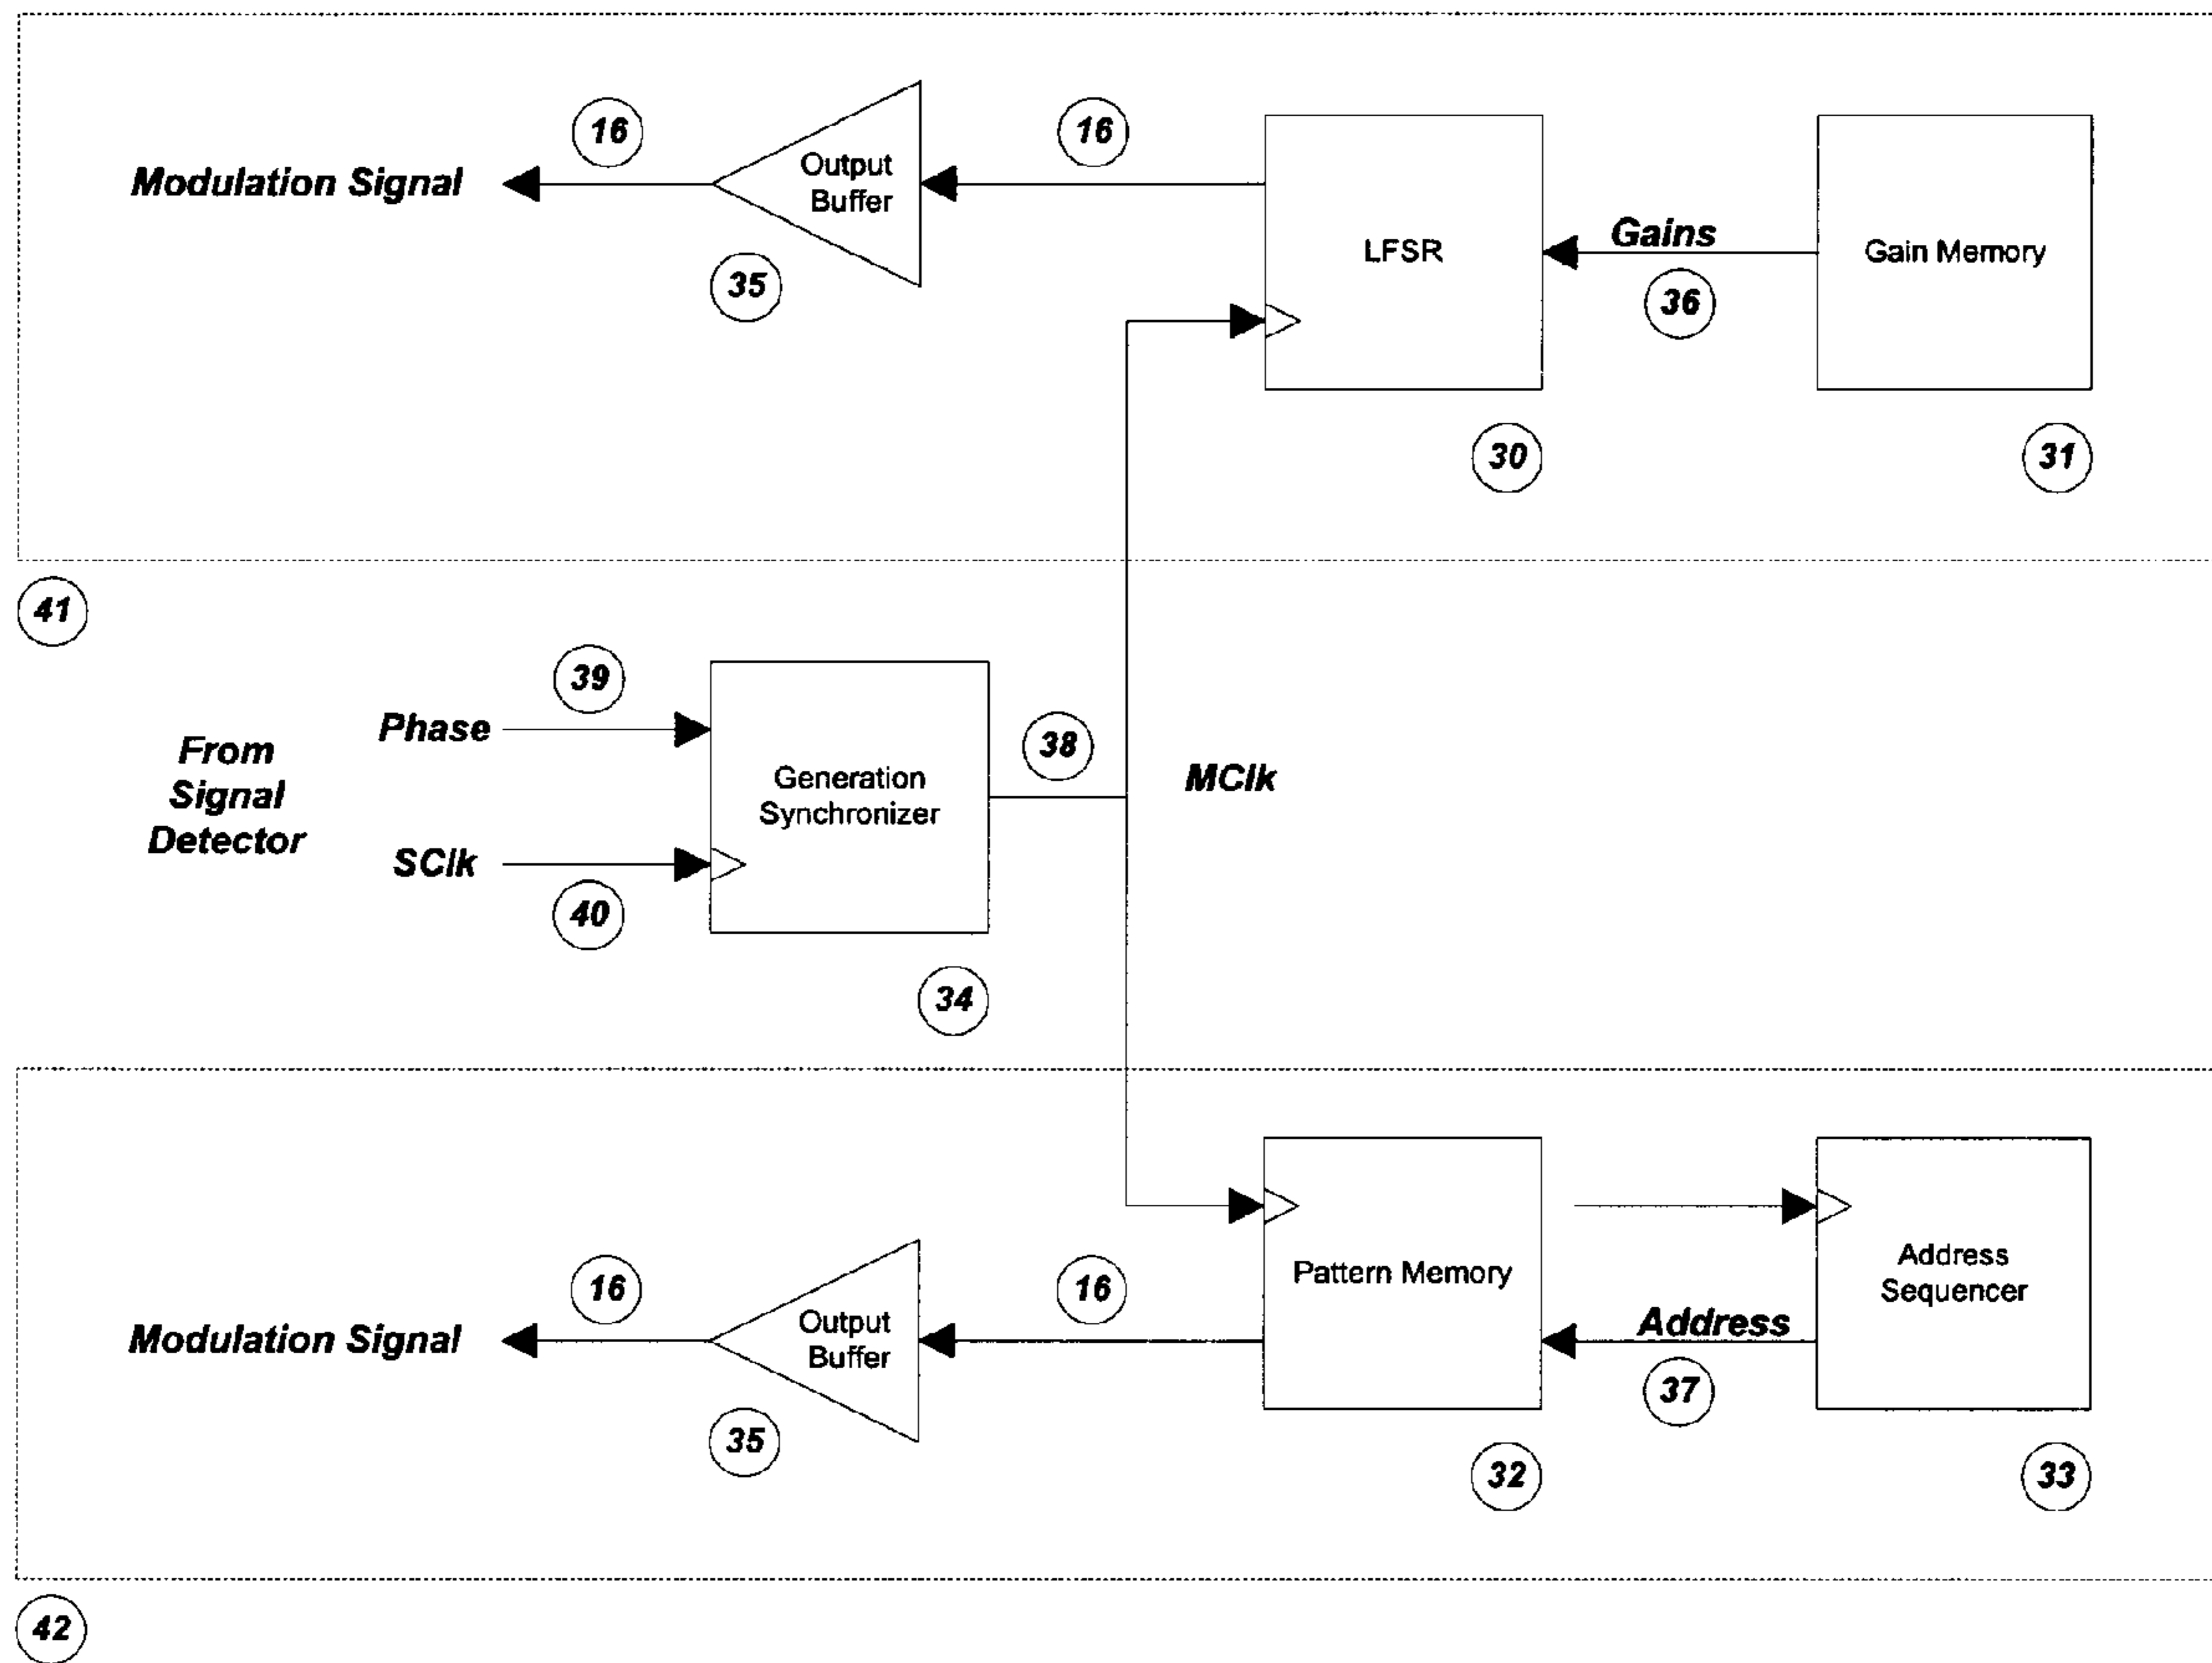 16
16
Modulation Signal
Output
Buffer
LFSR
Gains
Gain Memory
35
36
30
31
41
39
Phase
From
Signal
Detector
Generation
Synchronizer
38
MClk
SClk
40
34
16
16
Modulation Signal
Output
Buffer
Pattern Memory
Address
Sequencer
Address
37
35
32
33
42